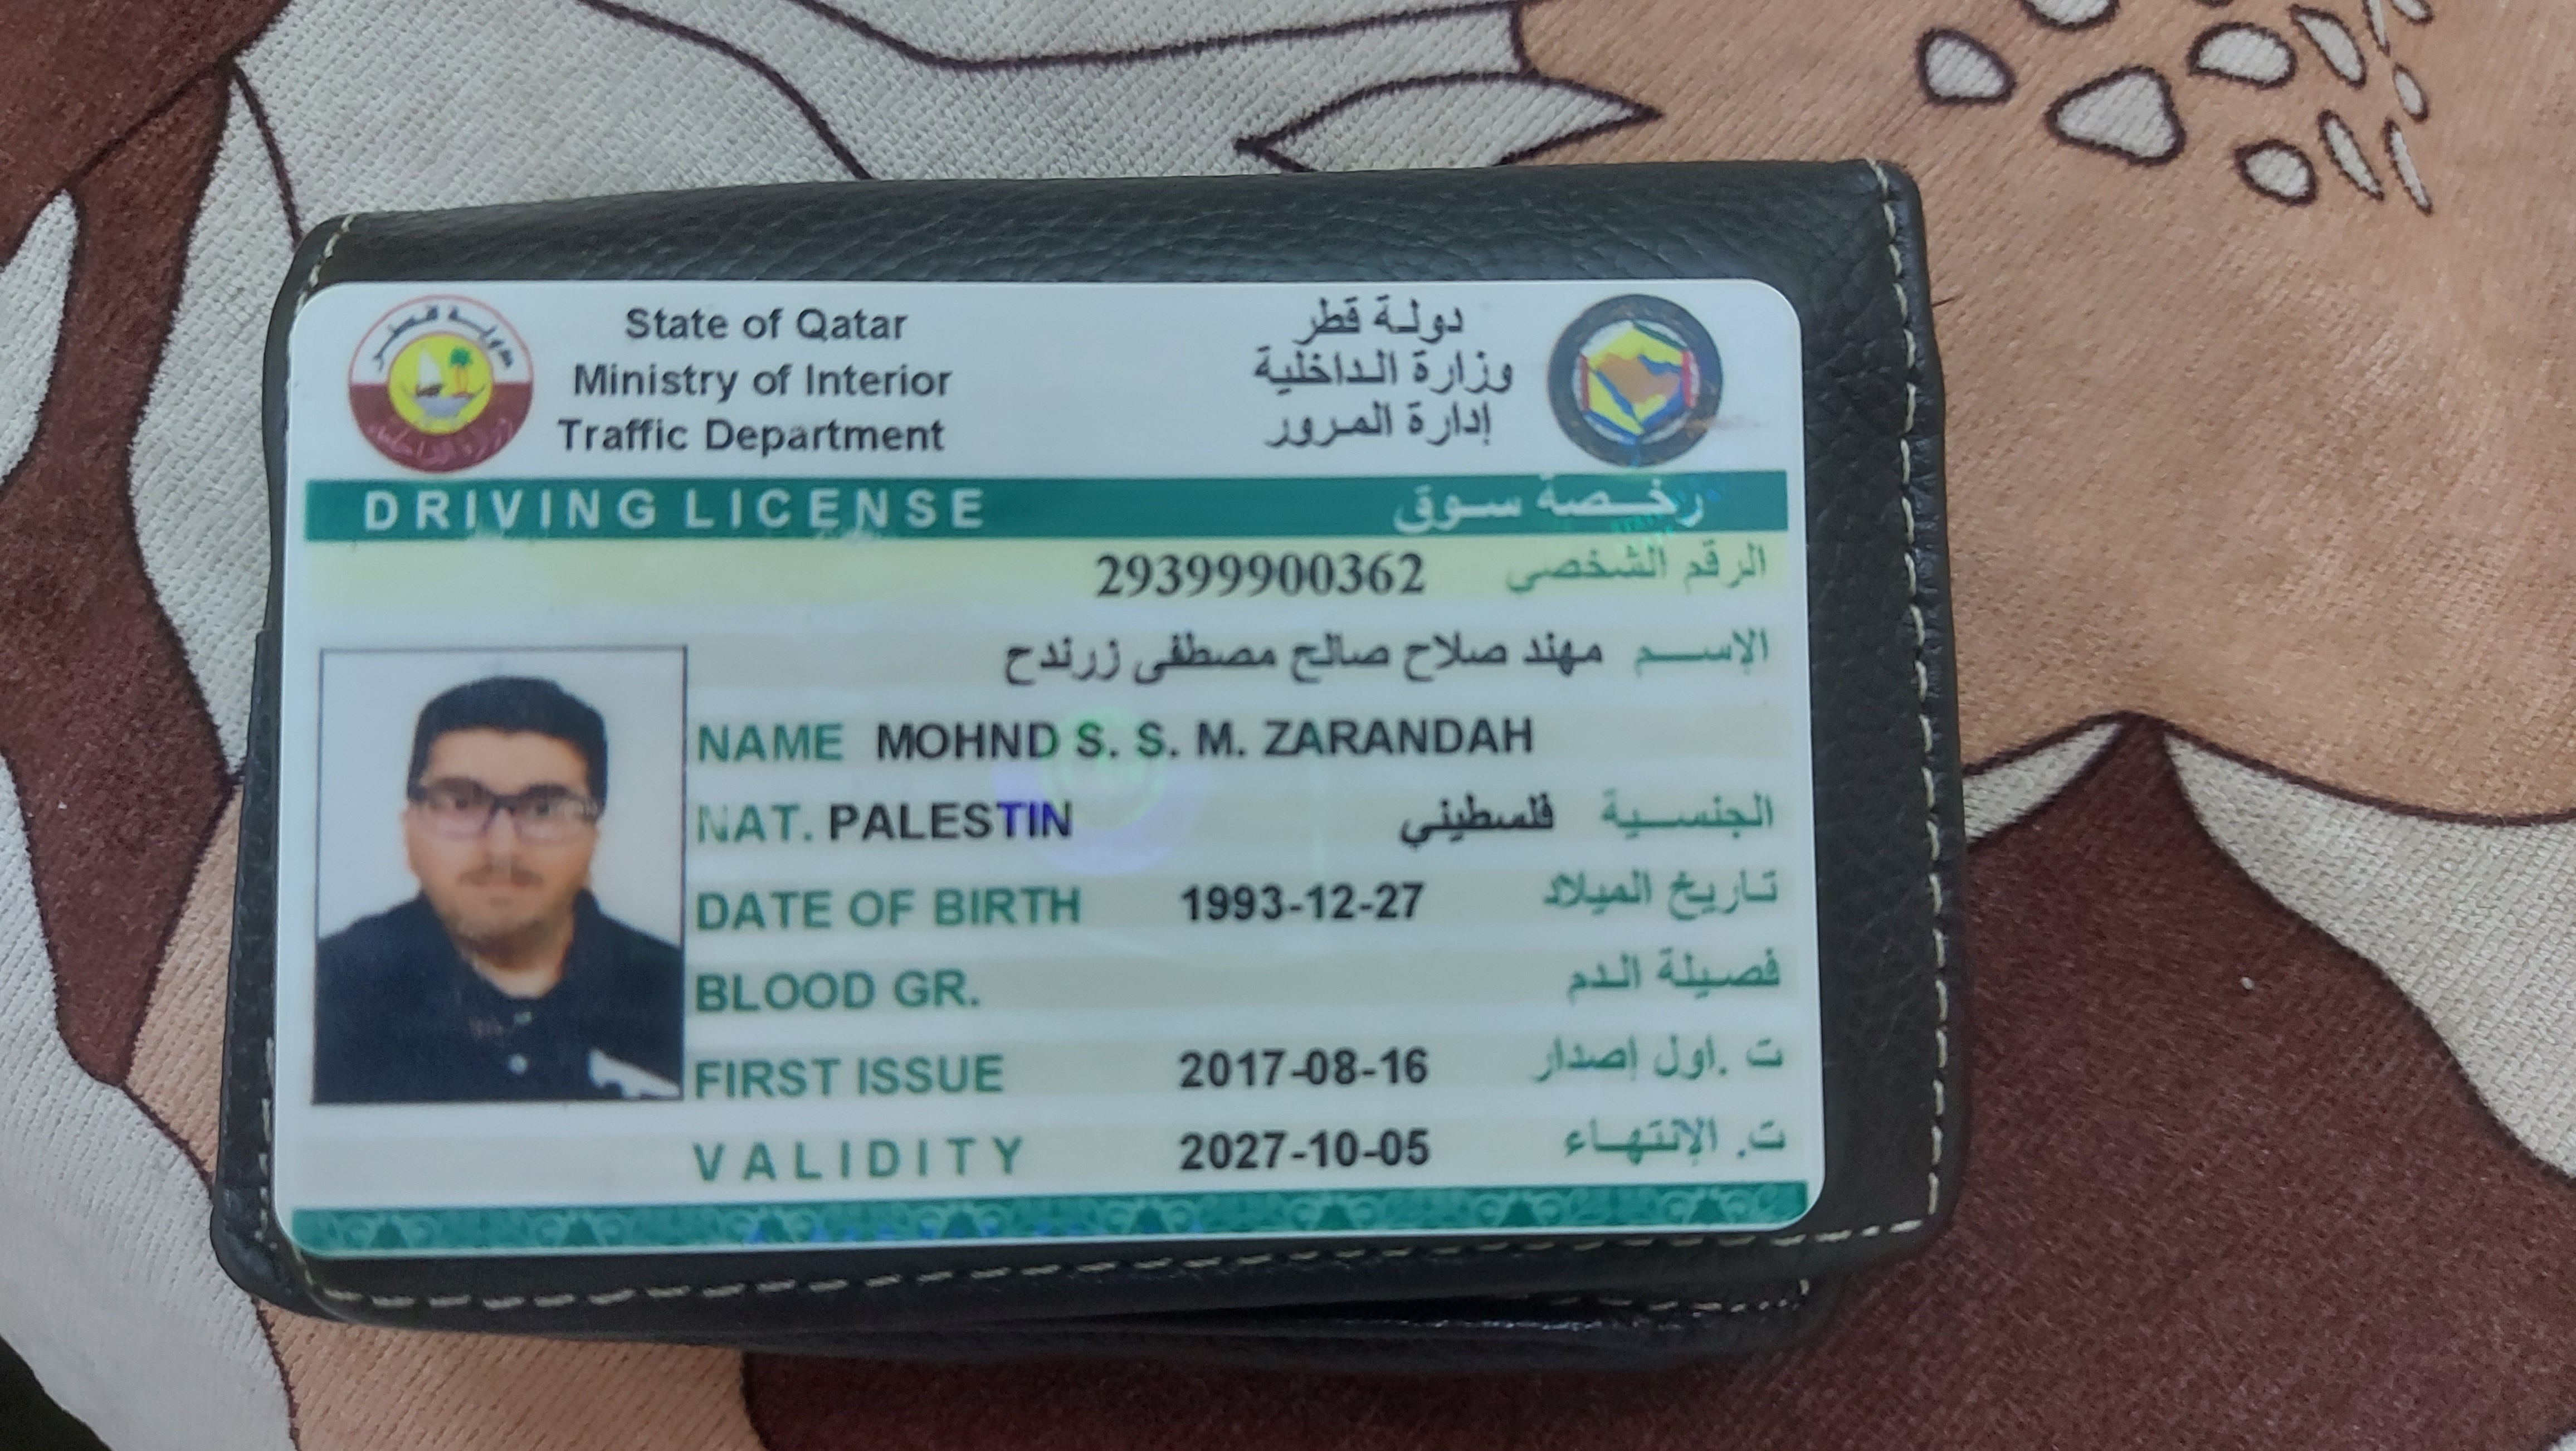 State of Qatar
Ministry of Interior
Traffic Department
دولة قطر
وزارة الداخلية
إدارة المرور
DRIVING LICENSE رخصة سوق
29399900362 الرقم الشخصي
الإسم مهند صلاح صالح مصطفى زرندح
NAME MOHND S. S. M. ZARANDAH
NAT. PALESTIN فلسطيني الجنسية
DATE OF BIRTH 1993-12-27 تاريخ الميلاد
BLOOD GR. فصيلة الدم
FIRST ISSUE 2017-08-16 ت .اول إصدار
VALIDITY 2027-10-05 ت. الإنتهاء